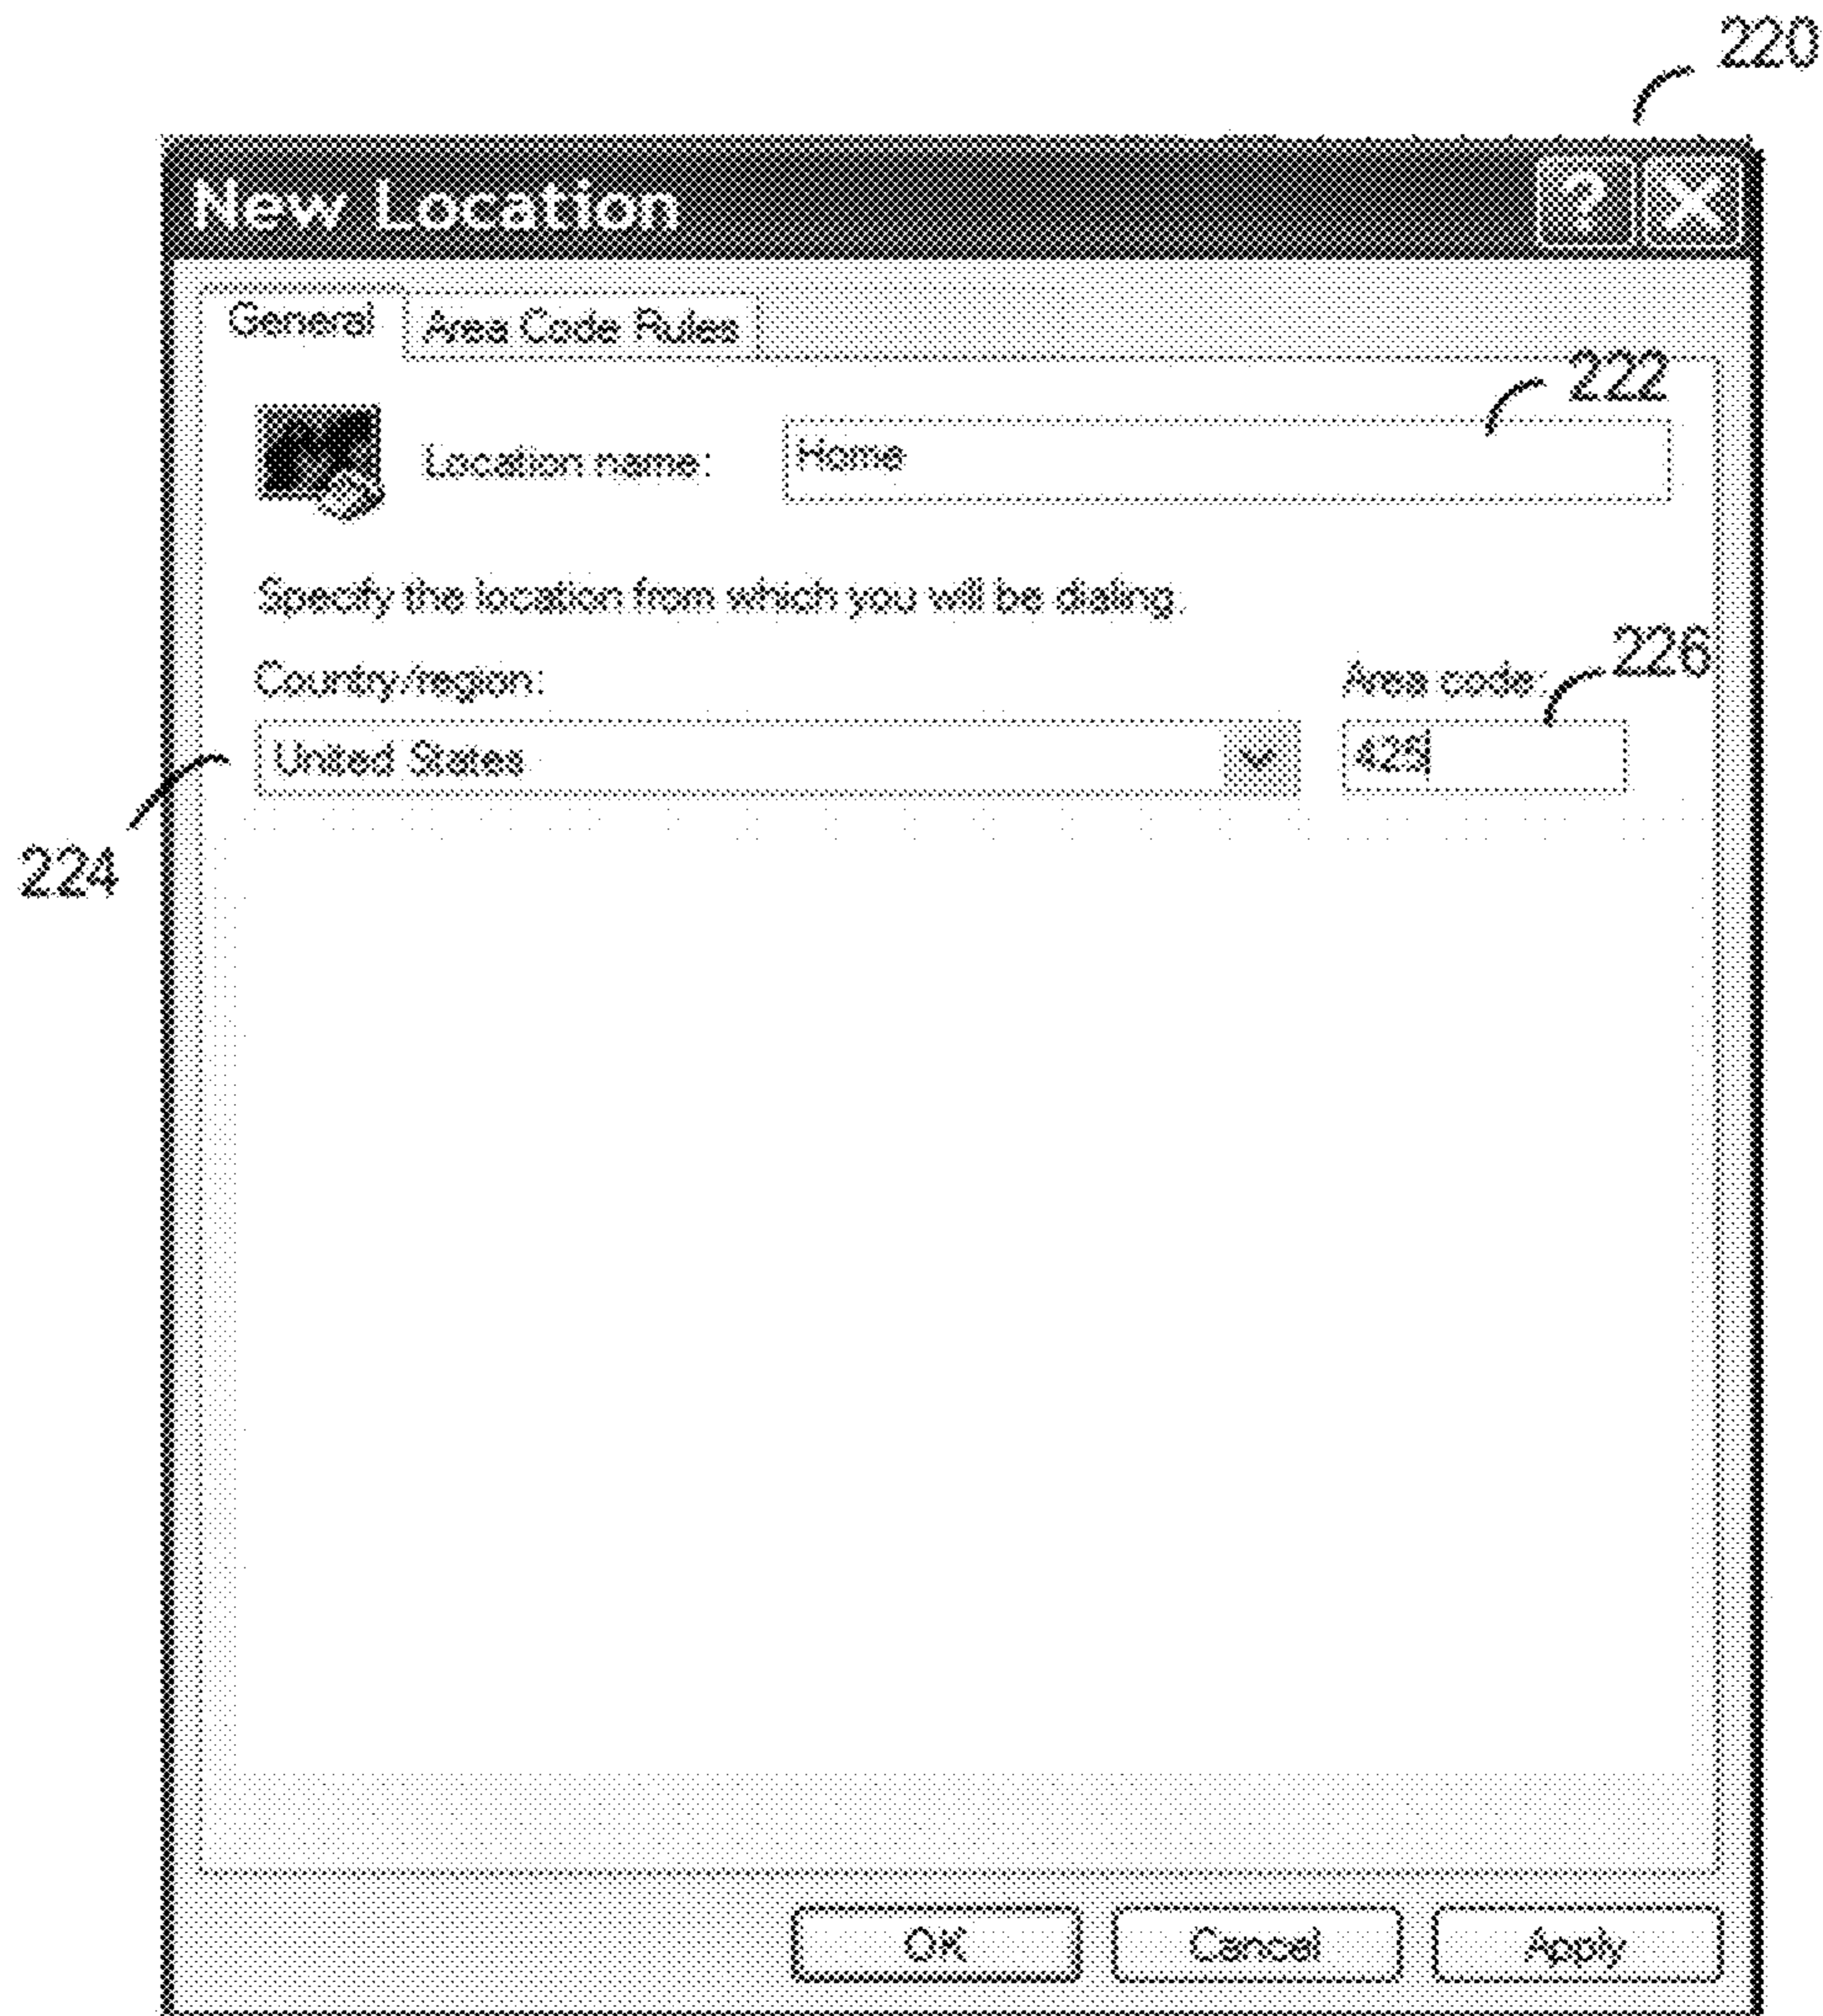 220
New Location ? X
General Area Code Rules
222
Location name: Home
Specify the location from which you will be dialing.
226
Country/region: Area code:
United States 425
224
OK Cancel Apply